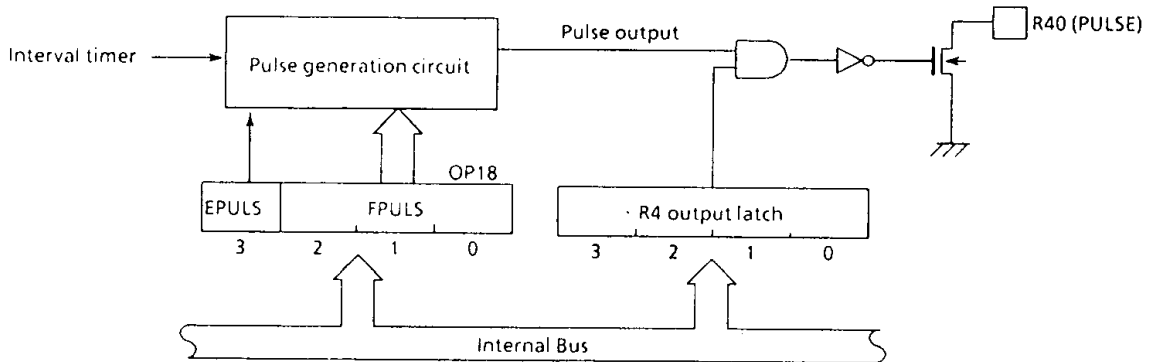 R40 (PULSE)
Pulse output
Interval timer
Pulse generation circuit
OP18
EPULS
FPULS
R4 output latch
3 2 1 0
3 2 1 0
Internal Bus